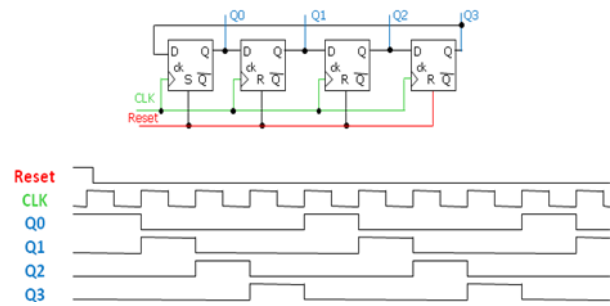 Q0 Q1 Q2 Q3
D Q D Q D Q D Q
ck ck ck ck
S Q R Q R Q R Q
CLK
Reset
Reset
CLK
Q0
Q1
Q2
Q3